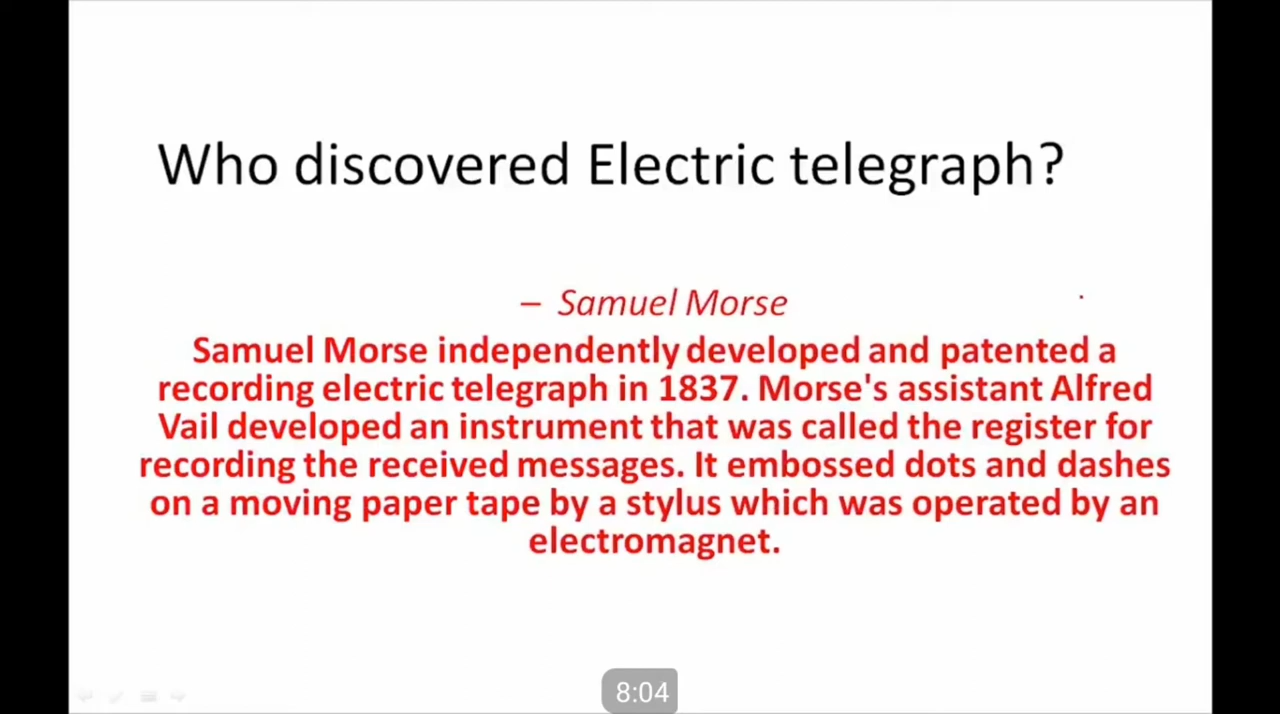 Who discovered Electric telegraph?
– Samuel Morse
Samuel Morse independently developed and patented a
recording electric telegraph in 1837. Morse's assistant Alfred
Vail developed an instrument that was called the register for
recording the received messages. It embossed dots and dashes
on a moving paper tape by a stylus which was operated by an
electromagnet.
8:04